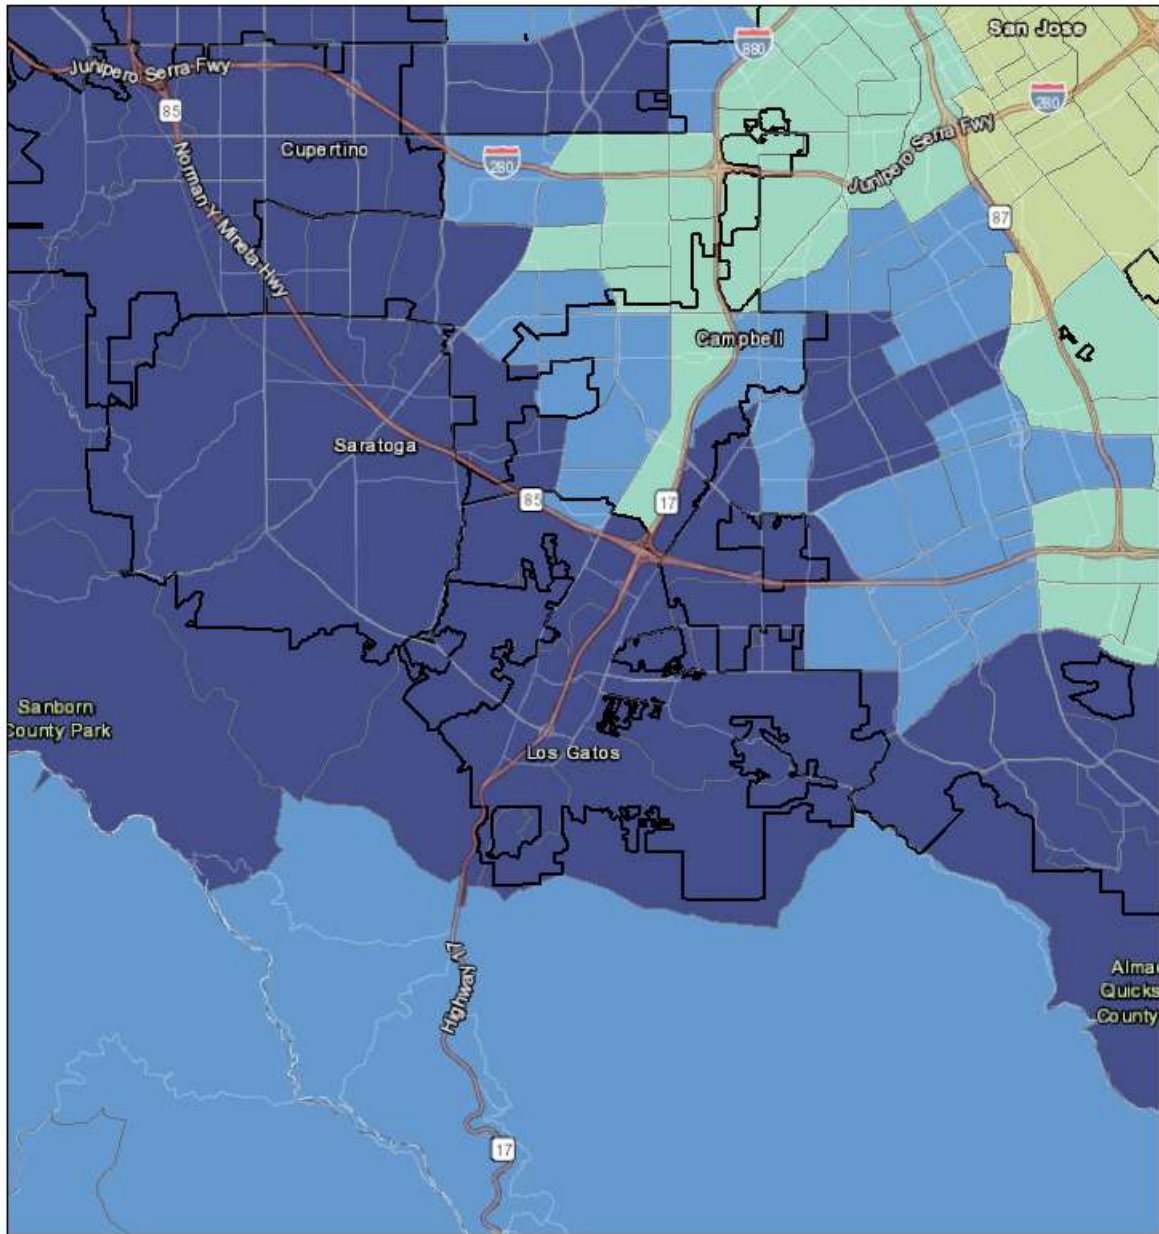 San Jose
880
Junipero Serra Fwy
280
85
Junipero Serra Fwy
Cupertino
280
Norman Y Mineta Hwy
87
Campbell
Saratoga
85
17
Sanborn
County Park
Los Gatos
Highway 17
Alma
Quicks
County
17